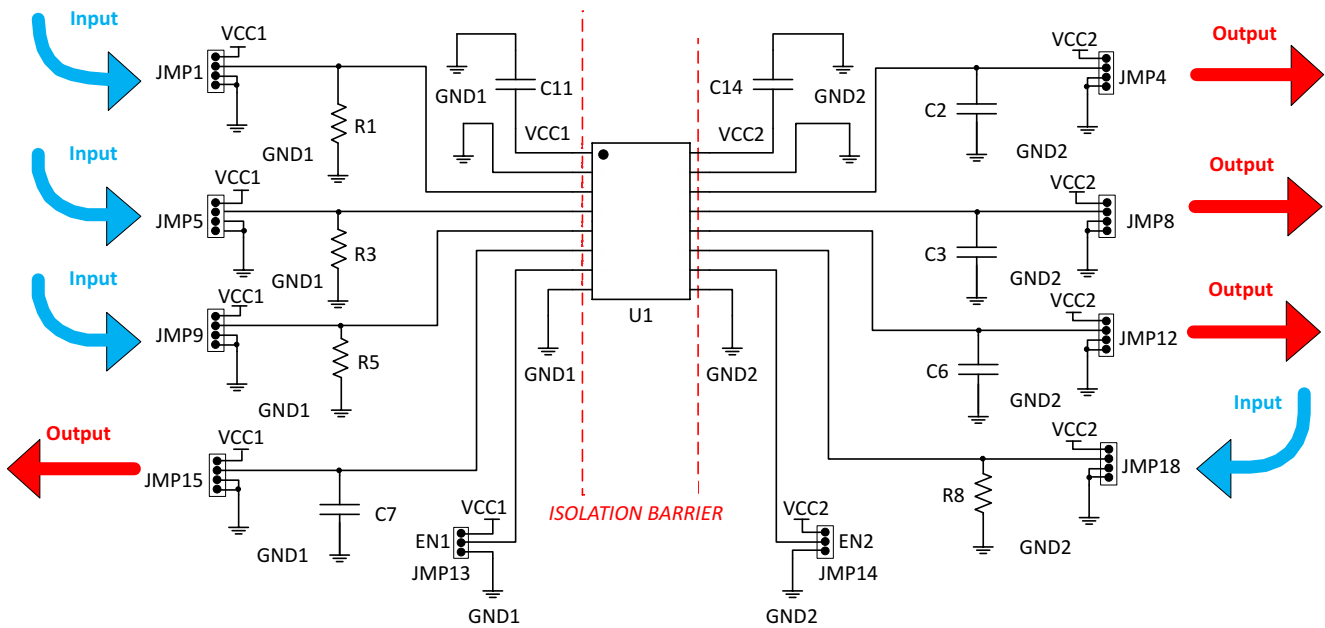 Input
VCC1
JMP1
R1
GND1
GND1
C11
VCC1
C14
GND2
VCC2
C2
GND2
VCC2
JMP4
Output
Input
VCC1
JMP5
R3
GND1
C3
GND2
VCC2
JMP8
Output
Input
VCC1
JMP9
R5
GND1
U1
GND1
GND2
C6
GND2
VCC2
JMP12
Output
Output
VCC1
JMP15
C7
GND1
VCC1
EN1
JMP13
GND1
ISOLATION BARRIER
VCC2
EN2
JMP14
GND2
R8
GND2
VCC2
JMP18
Input